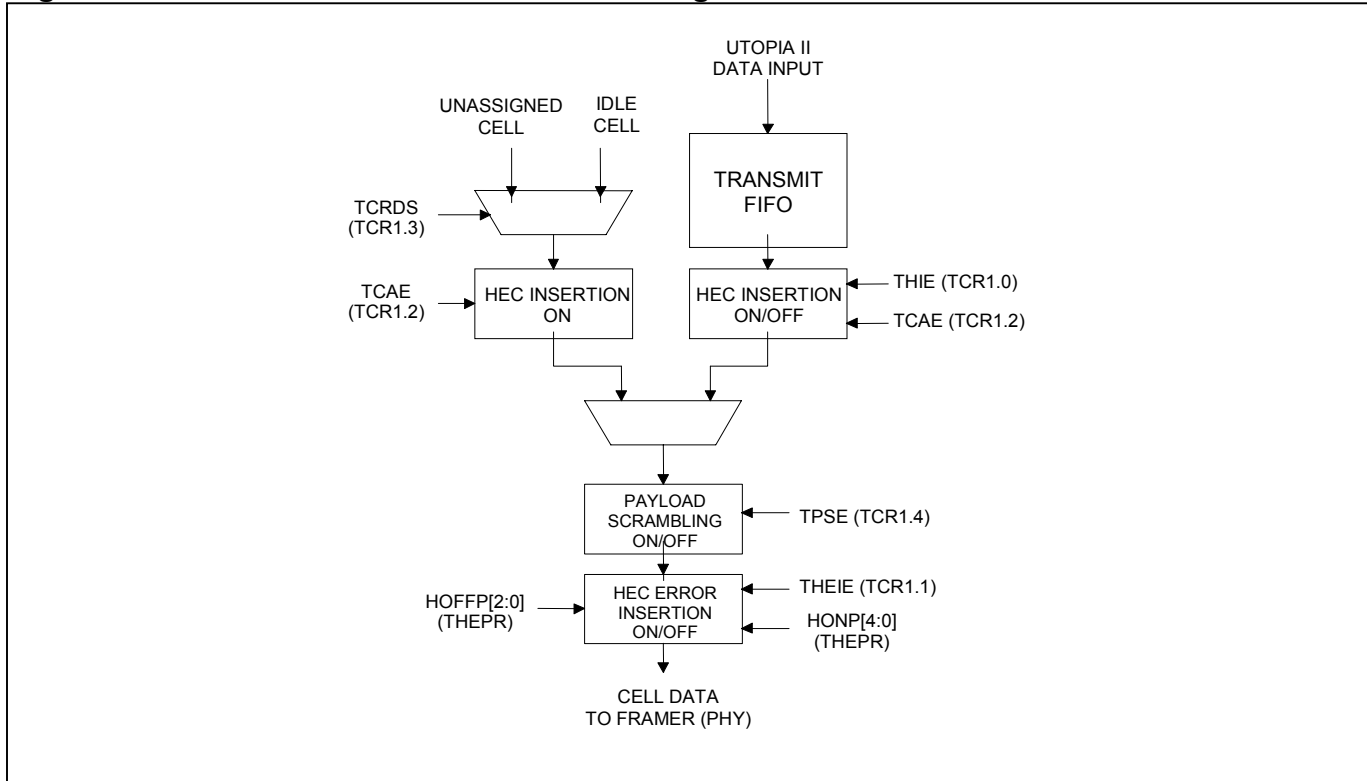 UTOPIA II
DATA INPUT
UNASSIGNED
CELL
IDLE
CELL
TRANSMIT
FIFO
TCRDS
(TCR1.3)
TCAE
(TCR1.2)
HEC INSERTION
ON
HEC INSERTION
ON/OFF
THIE (TCR1.0)
TCAE (TCR1.2)
PAYLOAD
SCRAMBLING
ON/OFF
TPSE (TCR1.4)
HOFFP[2:0]
(THEPR)
HEC ERROR
INSERTION
ON/OFF
THEIE (TCR1.1)
HONP[4:0]
(THEPR)
CELL DATA
TO FRAMER (PHY)